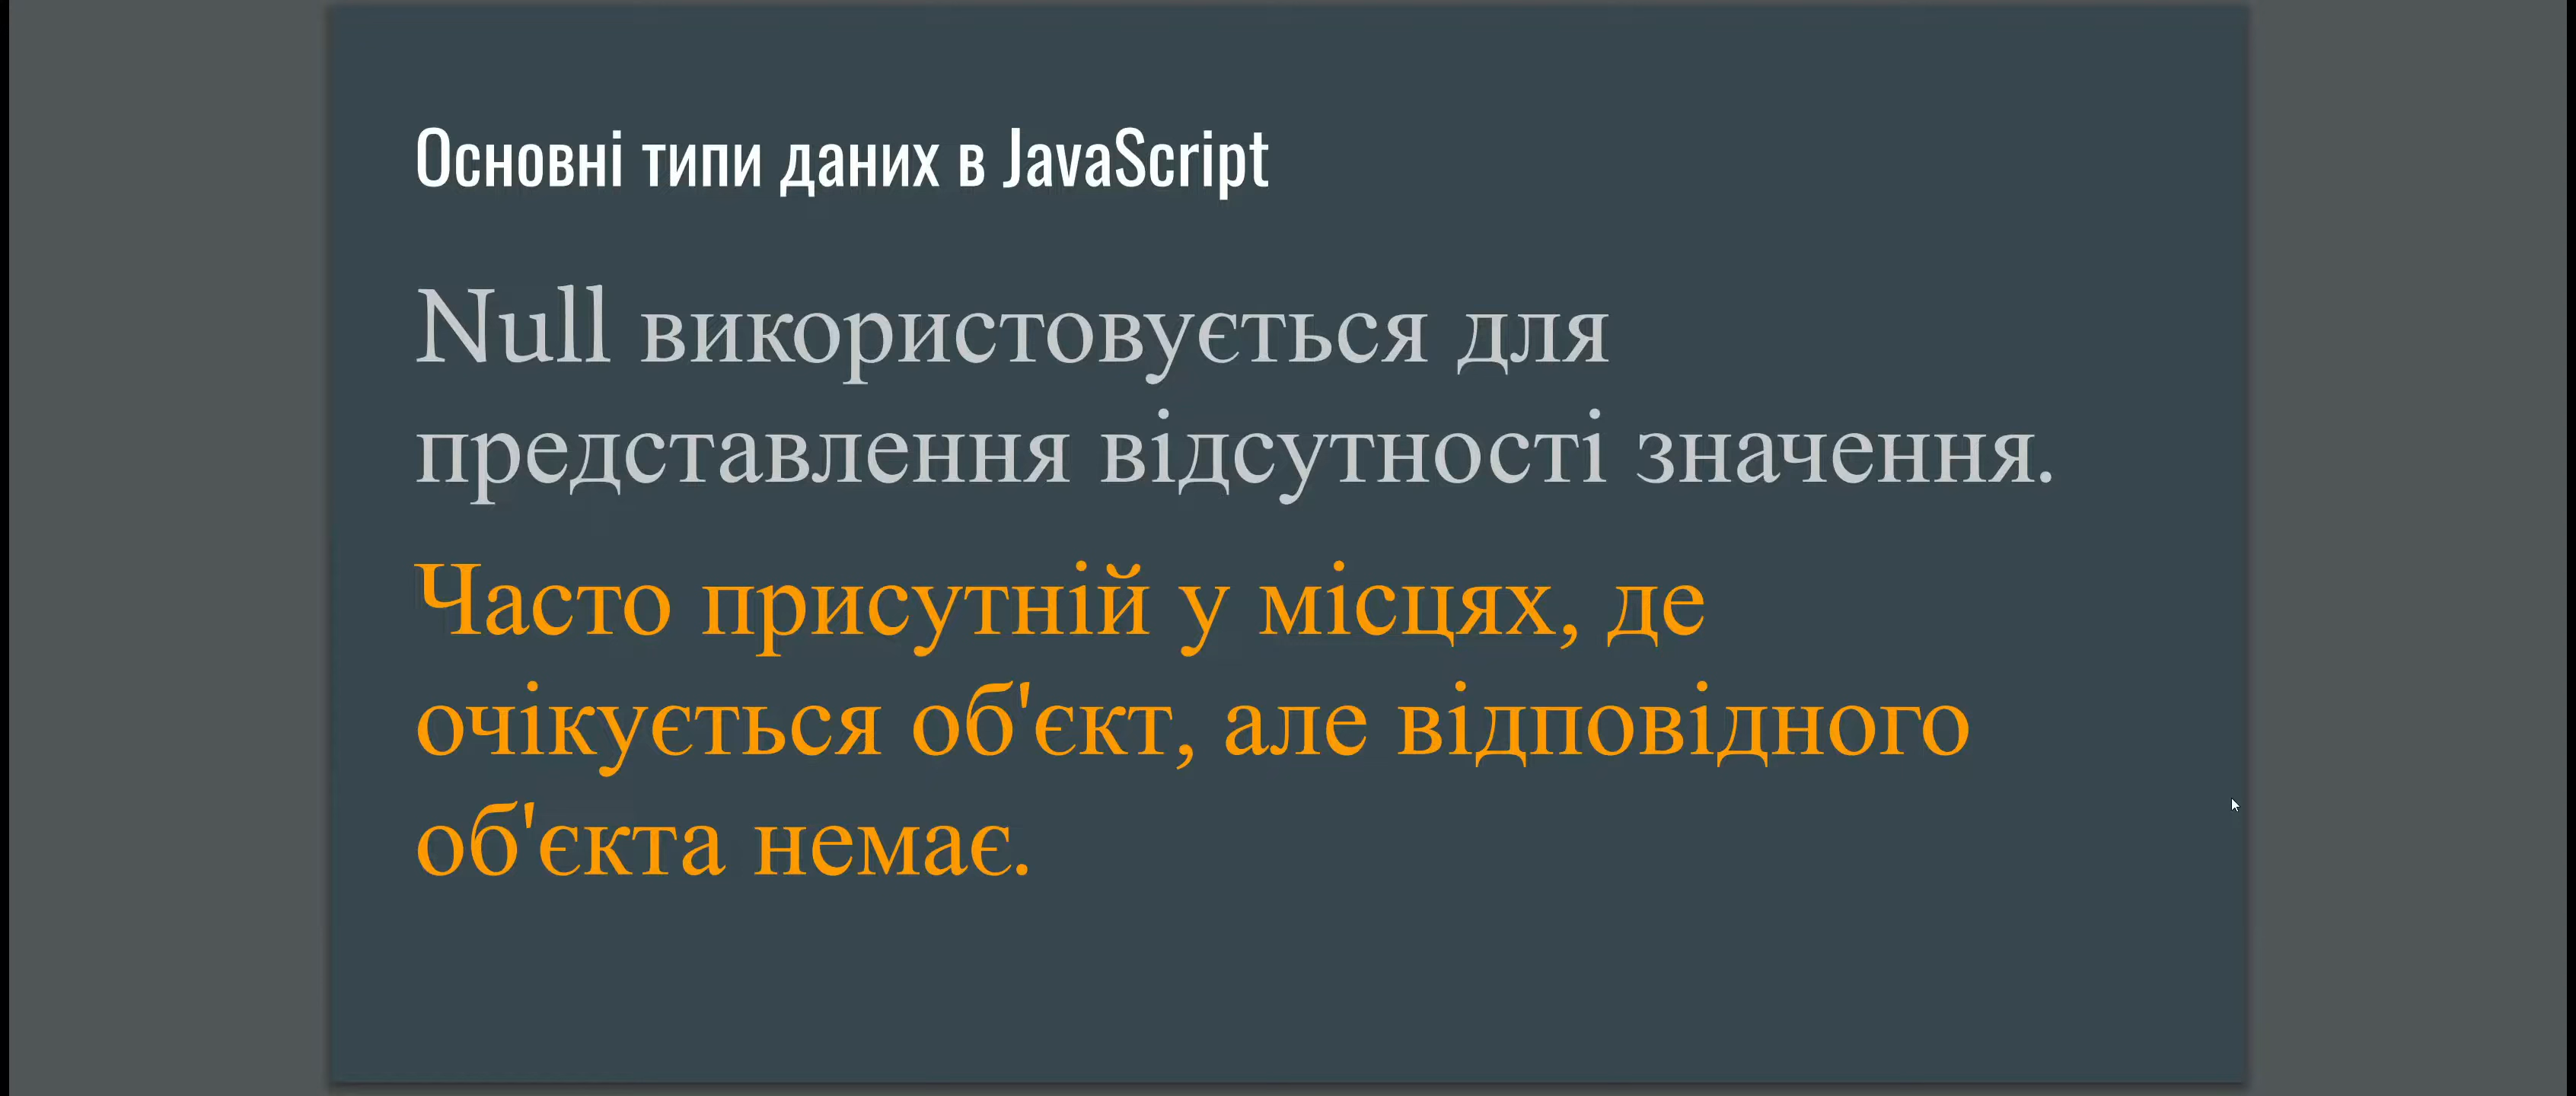 Основні типи даних в JavaScript
Null використовується для
представлення відсутності значення.
Часто присутній у місцях, де
очікується об'єкт, але відповідного
об'єкта немає.